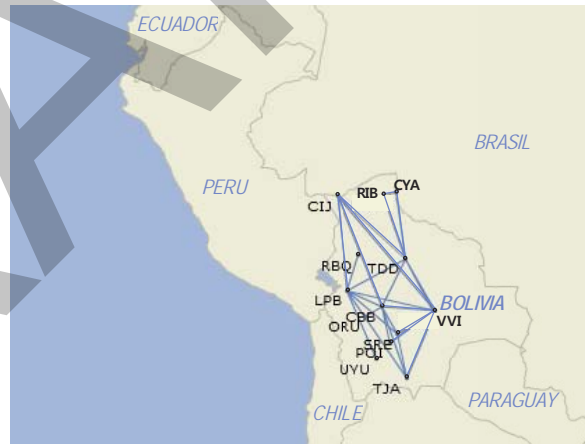 ECUADOR
BRASIL
PERU
RIB
CYA
CIJ
RBQ
TDD
LPB
BOLIVIA
CBB
VVI
ORU
SRE
POI
UYU
TJA
PARAGUAY
CHILE